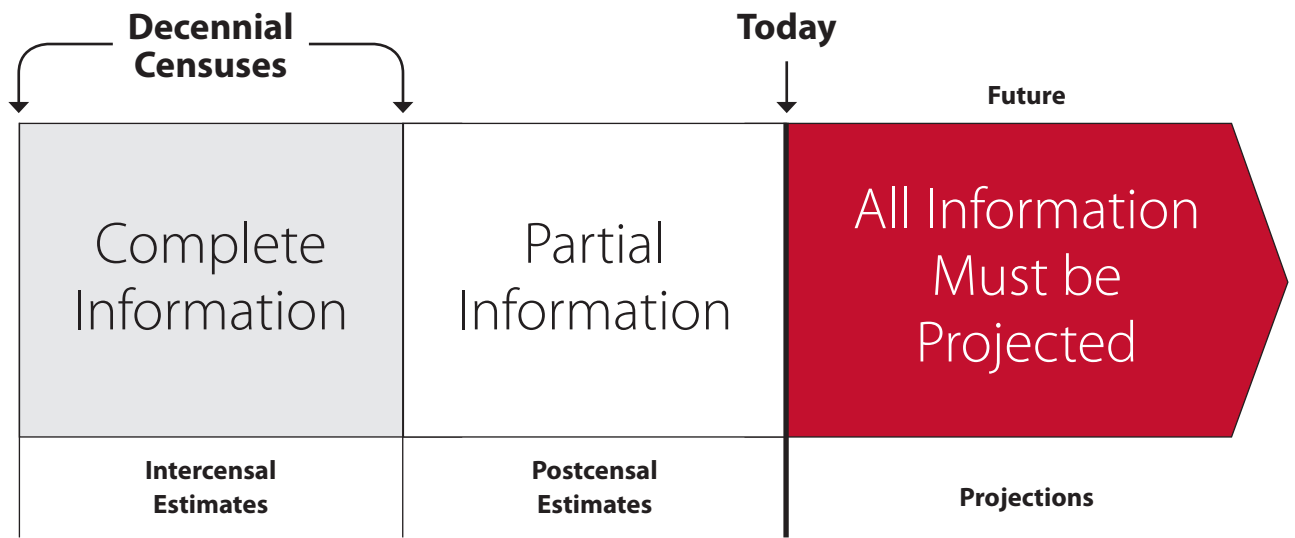 Decennial
Censuses
Today
Future
Complete
Information
Partial
Information
All Information
Must be
Projected
Intercensal
Estimates
Postcensal
Estimates
Projections